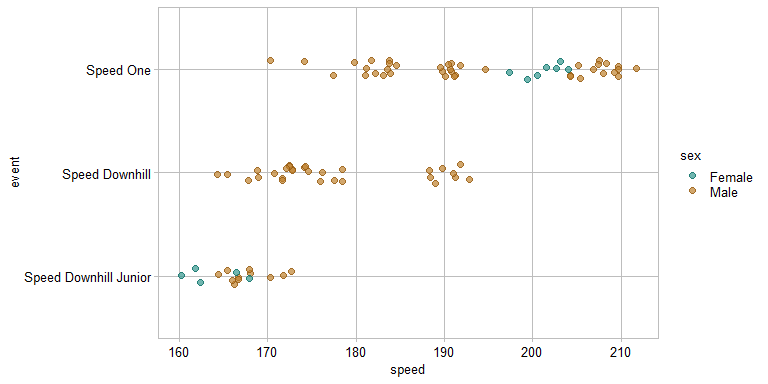 Speed One
Speed Downhill
Speed Downhill Junior
event
160 170 180 190 200 210
speed
sex
Female
Male